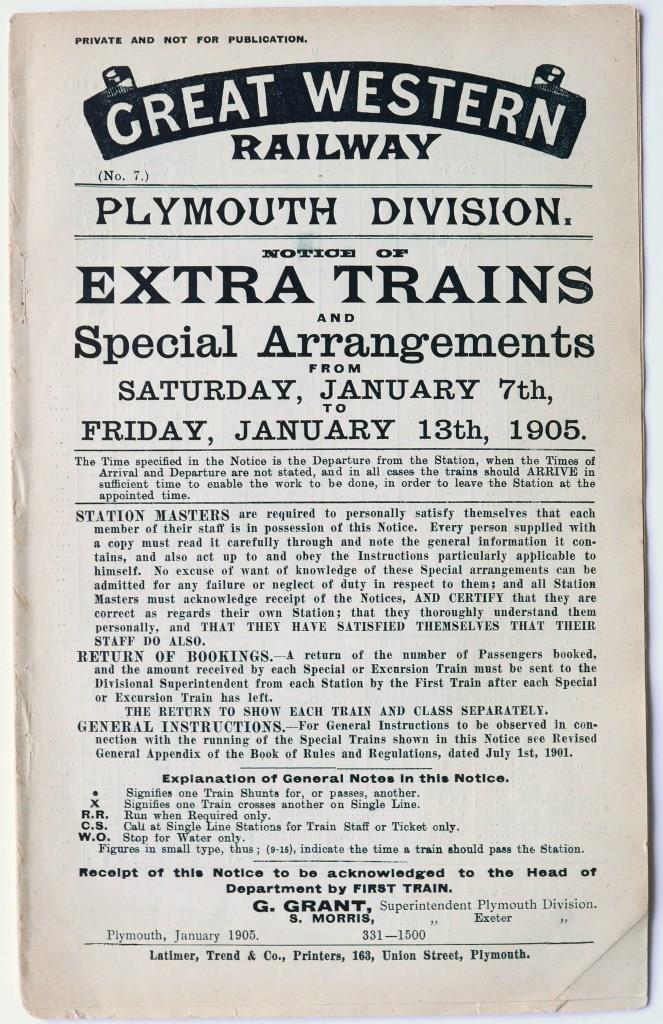 PRIVATE AND NOT FOR PUBLICATION.
GREAT WESTERN
RAILWAY
(No. 7.)
PLYMOUTH DIVISION.
NOTICE OF
EXTRA TRAINS
AND
Special Arrangements
FROM
SATURDAY, JANUARY 7th,
TO
FRIDAY, JANUARY 13th, 1905.
The Time specified in the Notice is the Departure from the Station, when the Times of
Arrival and Departure are not stated, and in all cases the trains should ARRIVE in
sufficient time to enable the work to be done, in order to leave the Station at the
appointed time.
STATION MASTERS are required to personally satisfy themselves that each
member of their staff is in possession of this Notice. Every person supplied with
a copy must read it carefully through and note the general information it con-
tains, and also act up to and obey the Instructions particularly applicable to
himself. No excuse of want of knowledge of these Special arrangements can be
admitted for any failure or neglect of duty in respect to them; and all Station
Masters must acknowledge receipt of the Notices, AND CERTIFY that they are
correct as regards their own Station; that they thoroughly understand them
personally, and THAT THEY HAVE SATISFIED THEMSELVES THAT THEIR
STAFF DO ALSO.
RETURN OF BOOKINGS.—A return of the number of Passengers booked,
and the amount received by each Special or Excursion Train must be sent to the
Divisional Superintendent from each Station by the First Train after each Special
or Excursion Train has left.
THE RETURN TO SHOW EACH TRAIN AND CLASS SEPARATELY.
GENERAL INSTRUCTIONS.—For General Instructions to be observed in con-
nection with the running of the Special Trains shown in this Notice see Revised
General Appendix of the Book of Rules and Regulations, dated July 1st, 1901.
Explanation of General Notes in this Notice.
• Signifies one Train Shunts for, or passes, another.
X Signifies one Train crosses another on Single Line.
R.R. Run when Required only.
C.S. Call at Single Line Stations for Train Staff or Ticket only.
W.O. Stop for Water only.
Figures in small type, thus; (9-15), indicate the time a train should pass the Station.
Receipt of this Notice to be acknowledged to the Head of
Department by FIRST TRAIN.
G. GRANT, Superintendent Plymouth Division.
S. MORRIS, ,, Exeter ,,
Plymouth, January 1905. 331—1500
Latimer, Trend & Co., Printers, 163, Union Street, Plymouth.